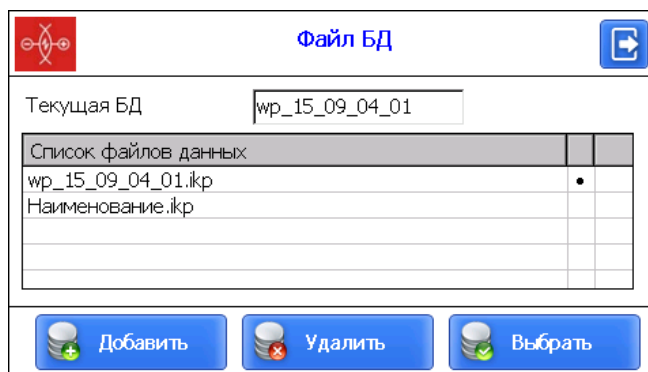 Файл БД
Текущая БД wp_15_09_04_01
Список файлов данных
wp_15_09_04_01.ikp
Наименование.ikp
Добавить Удалить Выбрать